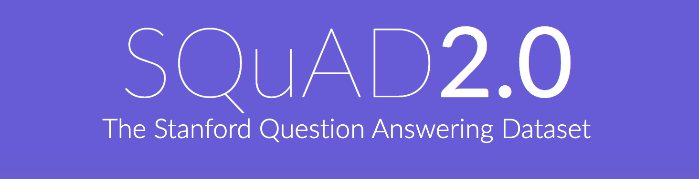 SQuAD2.0
The Stanford Question Answering Dataset